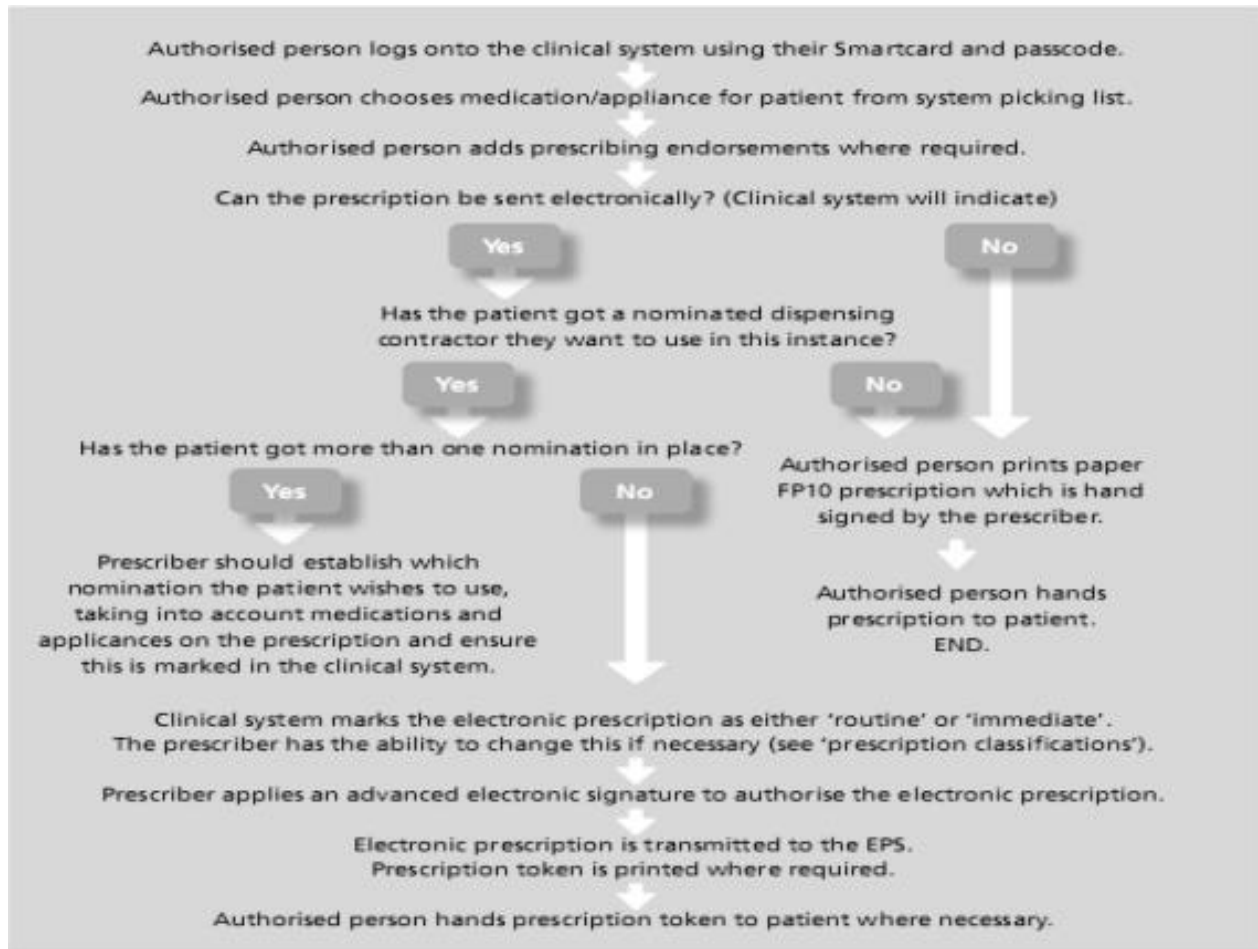 Authorised person logs onto the clinical system using their Smartcard and passcode.
Authorised person chooses medication/appliance for patient from system picking list.
Authorised person adds prescribing endorsements where required.
Can the prescription be sent electronically? (Clinical system will indicate)
Yes
No
Has the patient got a nominated dispensing
contractor they want to use in this instance?
Yes
No
Has the patient got more than one nomination in place?
Yes
No
Authorised person prints paper
FP10 prescription which is hand
signed by the prescriber.
Prescriber should establish which
nomination the patient wishes to use,
taking into account medications and
applicances on the prescription and ensure
this is marked in the clinical system.
Authorised person hands
prescription to patient.
END.
Clinical system marks the electronic prescription as either ‘routine’ or ‘immediate’.
The prescriber has the ability to change this if necessary (see ‘prescription classifications’).
Prescriber applies an advanced electronic signature to authorise the electronic prescription.
Electronic prescription is transmitted to the EPS.
Prescription token is printed where required.
Authorised person hands prescription token to patient where necessary.